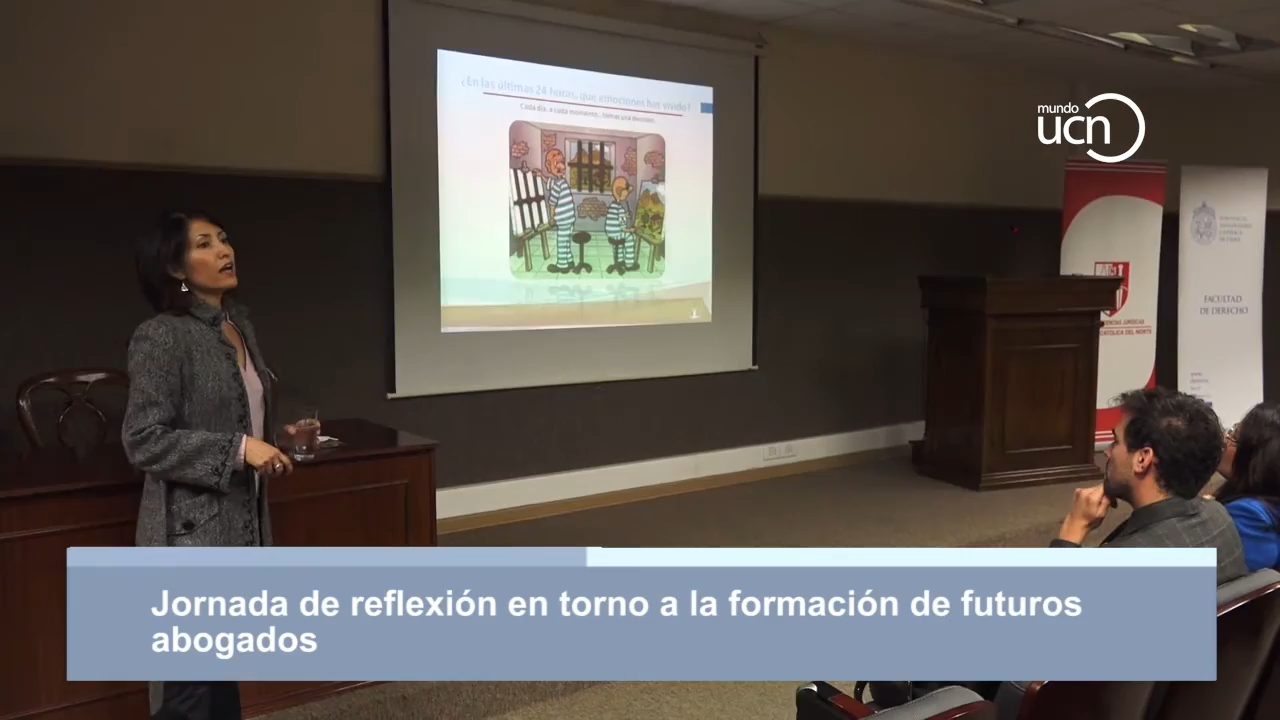 ¿En las últimas 24 horas, que emociones has vivido?
Cada día, a cada momento... tomas una decisión.
mundo
ucn
FACULTAD
DE DERECHO
Jornada de reflexión en torno a la formación de futuros
abogados